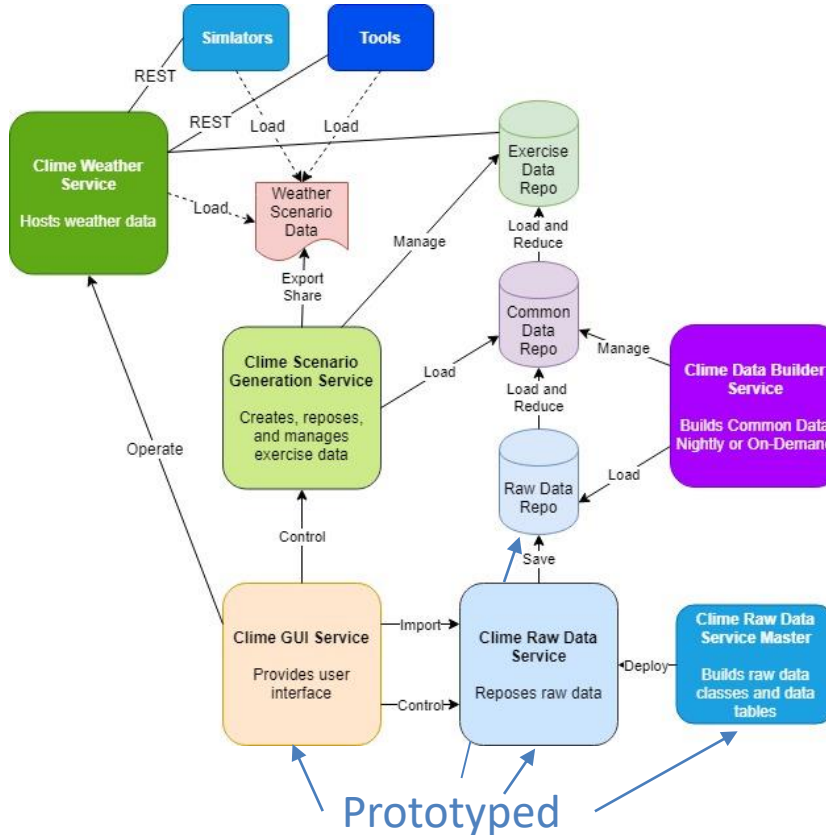 Simlators
Tools
REST
REST
Load
Load
Clime Weather
Service
Hosts weather data
Load
Weather
Scenario
Data
Exercise
Data
Repo
Manage
Load and
Reduce
Export
Share
Common
Data
Repo
Clime Scenario
Generation Service
Creates, reposes,
and manages
exercise data
Load
Manage
Clime Data Builder
Service
Builds Common Data
Nightly or On-Demand
Load and
Reduce
Operate
Raw Data
Repo
Load
Control
Save
Clime GUI Service
Provides user
interface
Import
Control
Clime Raw Data
Service
Reposes raw data
Deploy
Clime Raw Data
Service Master
Builds raw data
classes and data
tables
Prototyped